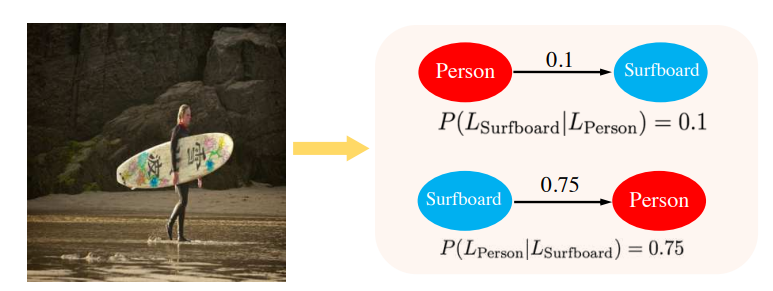 Person 0.1 Surfboard
P(L_Surfboard|L_Person) = 0.1
Surfboard 0.75 Person
P(L_Person|L_Surfboard) = 0.75